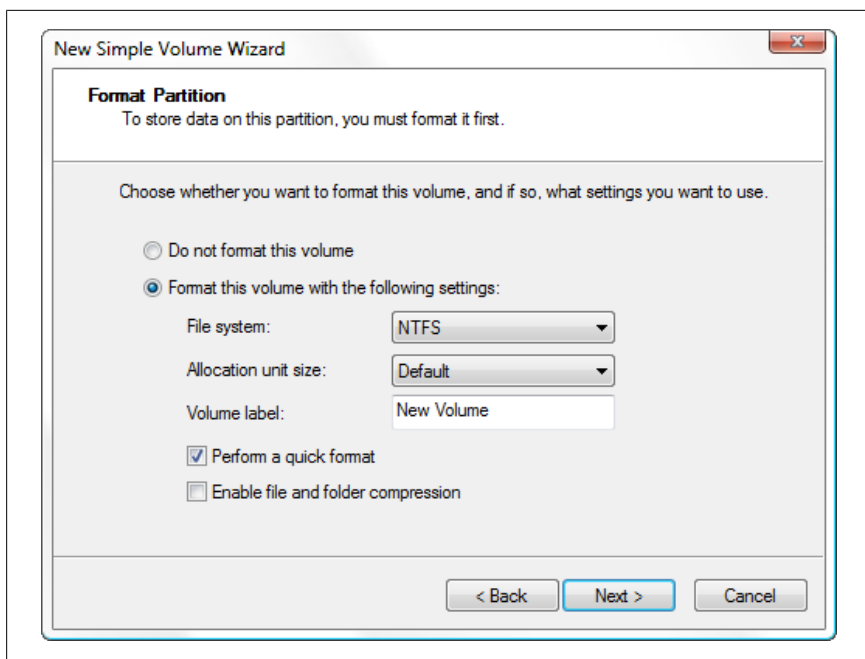 New Simple Volume Wizard
Format Partition
To store data on this partition, you must format it first.
Choose whether you want to format this volume, and if so, what settings you want to use.
Do not format this volume
Format this volume with the following settings:
File system: NTFS
Allocation unit size: Default
Volume label: New Volume
Perform a quick format
Enable file and folder compression
< Back Next > Cancel